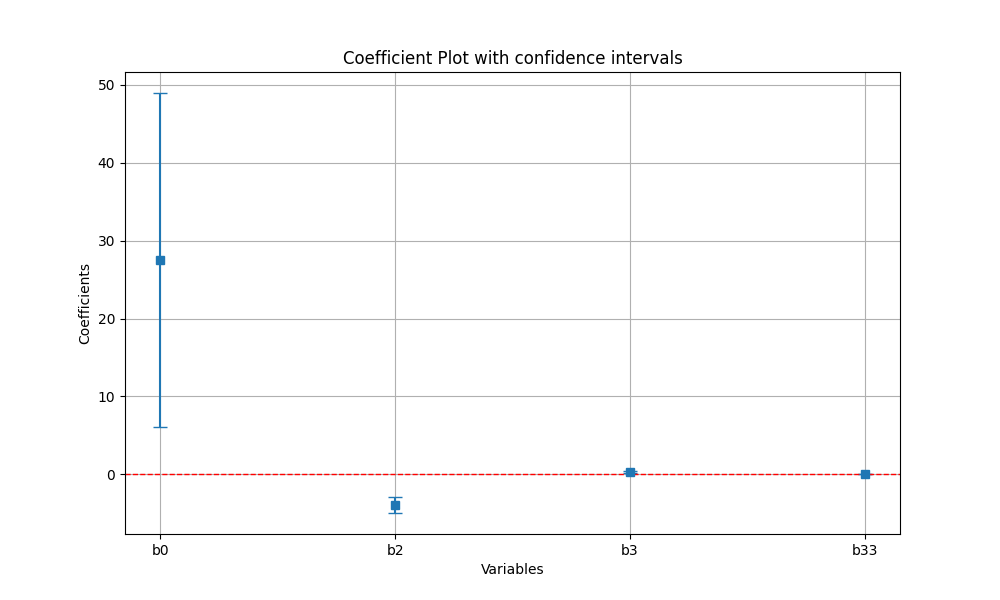 Coefficient Plot with confidence intervals
50
40
30
20
10
0
Coefficients
b0 b2 b3 b33
Variables